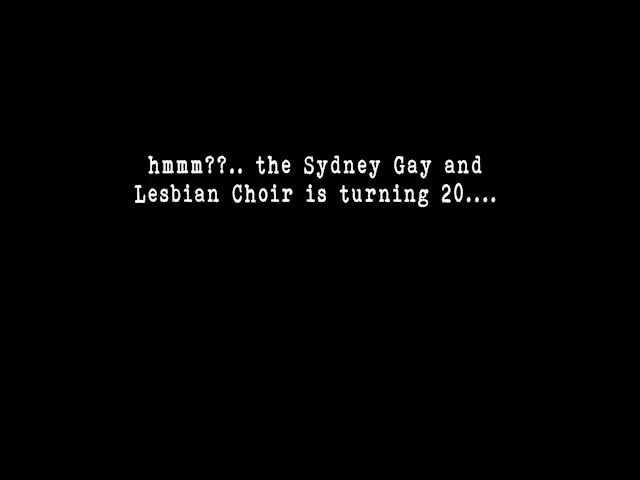 hmmm??.. the Sydney Gay and
Lesbian Choir is turning 20....